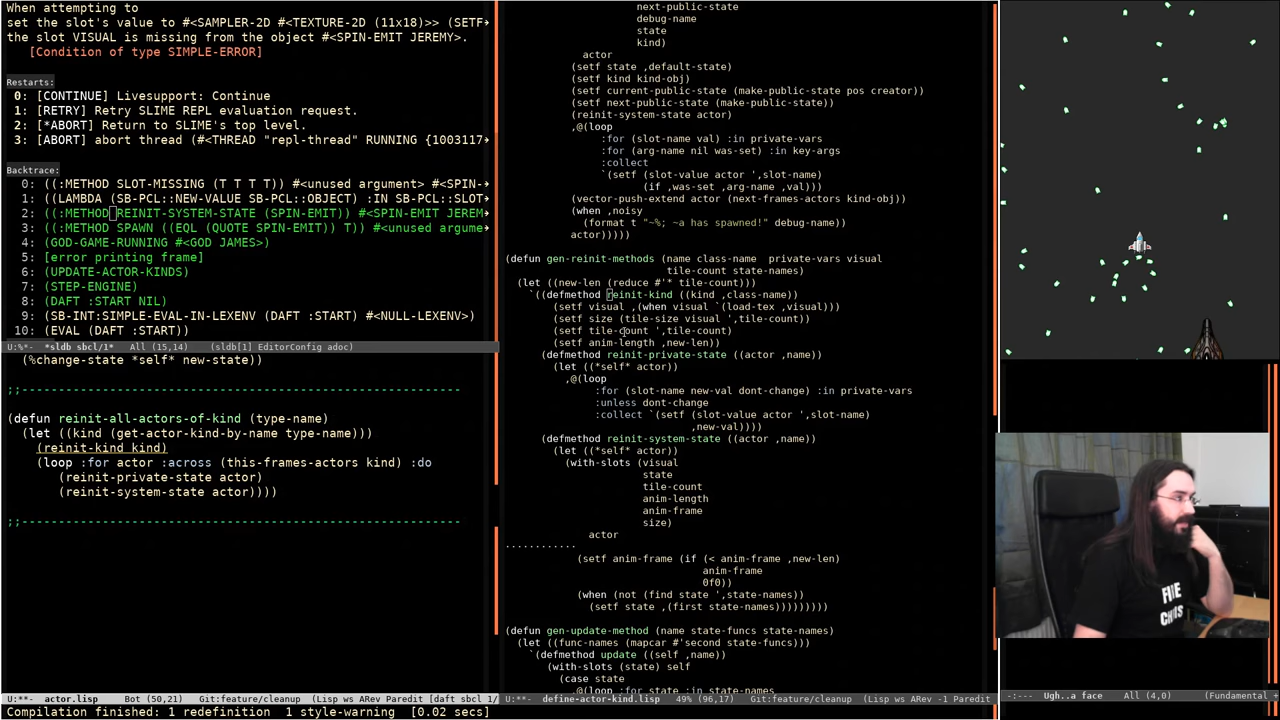 When attempting to
set the slot's value to #<SAMPLER-2D #<TEXTURE-2D (11x18)>> (SETF→
the slot VISUAL is missing from the object #<SPIN-EMIT JEREMY>.
[Condition of type SIMPLE-ERROR]
Restarts:
0: [CONTINUE] Livesupport: Continue
1: [RETRY] Retry SLIME REPL evaluation request.
2: [*ABORT] Return to SLIME's top level.
3: [ABORT] abort thread (#<THREAD "repl-thread" RUNNING {1003117→
Backtrace:
0: ((:METHOD SLOT-MISSING (T T T T)) #<unused argument> #<SPIN-→
1: ((LAMBDA (SB-PCL::NEW-VALUE SB-PCL::OBJECT) :IN SB-PCL::SLOT→
2: ((:METHOD REINIT-SYSTEM-STATE (SPIN-EMIT)) #<SPIN-EMIT JEREM→
3: ((:METHOD SPAWN ((EQL (QUOTE SPIN-EMIT)) T)) #<unused argume→
4: (GOD-GAME-RUNNING #<GOD JAMES>)
5: [error printing frame]
6: (UPDATE-ACTOR-KINDS)
7: (STEP-ENGINE)
8: (DAFT :START NIL)
9: (SB-INT:SIMPLE-EVAL-IN-LEXENV (DAFT :START) #<NULL-LEXENV>)
10: (EVAL (DAFT :START))
U:%*- *sldb sbcl/1* All (15,14) (sldb[1] EditorConfig adoc)
(%change-state *self* new-state))
;;----------------------------------------------------------
(defun reinit-all-actors-of-kind (type-name)
(let ((kind (get-actor-kind-by-name type-name)))
(reinit-kind kind)
(loop :for actor :across (this-frames-actors kind) :do
(reinit-private-state actor)
(reinit-system-state actor))))
;;----------------------------------------------------------
U:**- actor.lisp Bot (50,21) Git:feature/cleanup (Lisp ws ARev Paredit [daft sbcl 1/
Compilation finished: 1 redefinition 1 style-warning [0.02 secs]
next-public-state
debug-name
state
kind)
actor
(setf state ,default-state)
(setf kind kind-obj)
(setf current-public-state (make-public-state pos creator))
(setf next-public-state (make-public-state))
(reinit-system-state actor)
,@(loop
:for (slot-name val) :in private-vars
:for (arg-name nil was-set) :in key-args
:collect
`(setf (slot-value actor ',slot-name)
(if ,was-set ,arg-name ,val)))
(vector-push-extend actor (next-frames-actors kind-obj))
(when ,noisy
(format t "~%; ~a has spawned!" debug-name))
actor)))))
(defun gen-reinit-methods (name class-name private-vars visual
tile-count state-names)
(let ((new-len (reduce #'* tile-count)))
`((defmethod reinit-kind ((kind ,class-name))
(setf visual ,(when visual `(load-tex ,visual)))
(setf size (tile-size visual ',tile-count))
(setf tile-count ',tile-count)
(setf anim-length ,new-len))
(defmethod reinit-private-state ((actor ,name))
(let ((*self* actor))
,@(loop
:for (slot-name new-val dont-change) :in private-vars
:unless dont-change
:collect `(setf (slot-value actor ',slot-name)
,new-val))))
(defmethod reinit-system-state ((actor ,name))
(let ((*self* actor))
(with-slots (visual
state
tile-count
anim-length
anim-frame
size)
actor
............
(setf anim-frame (if (< anim-frame ,new-len)
anim-frame
0f0))
(when (not (find state ',state-names))
(setf state ,(first state-names)))))))))
(defun gen-update-method (name state-funcs state-names)
(let ((func-names (mapcar #'second state-funcs)))
`(defmethod update ((self ,name))
(with-slots (state) self
(case state
,@(loop :for state :in state-names
U:**- define-actor-kind.lisp 49% (96,17) Git:feature/cleanup (Lisp ws ARev -1 Paredit
FIRE
-:--- Ugh..a face All (4,0) (Fundamental +